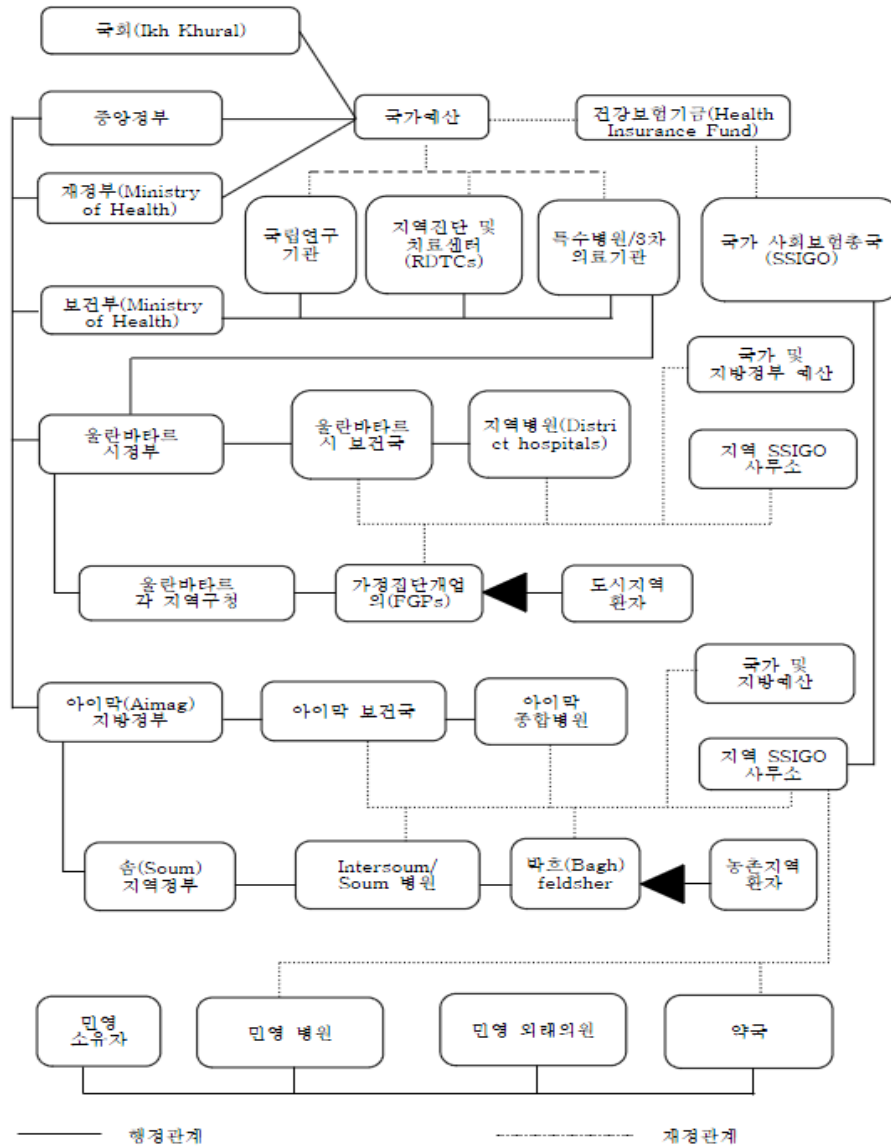 국회(Ikh Khural)
중앙정부
국가예산
건강보험기금(Health
Insurance Fund)
재정부(Ministry
of Health)
국립연구
기관
지역진단 및
치료센터
(RDTCs)
특수병원/3차
의료기관
국가 사회보험총국
(SSIGO)
보건부(Ministry
of Health)
국가 및
지방정부 예산
울란바타르
시정부
울란바타르
시 보건국
지역병원(Distri
ct hospitals)
지역 SSIGO
사무소
울란바타르
각 지역구청
가정집단개업
의(FGPs)
도시지역
환자
국가 및
지방예산
아이막(Aimag)
지방정부
아이막 보건국
아이막
종합병원
지역 SSIGO
사무소
솜(Soum)
지역정부
Intersoum/
Soum 병원
박흐(Bagh)
feldsher
농촌지역
환자
민영
소유자
민영 병원
민영 외래의원
약국
행정관계
재정관계